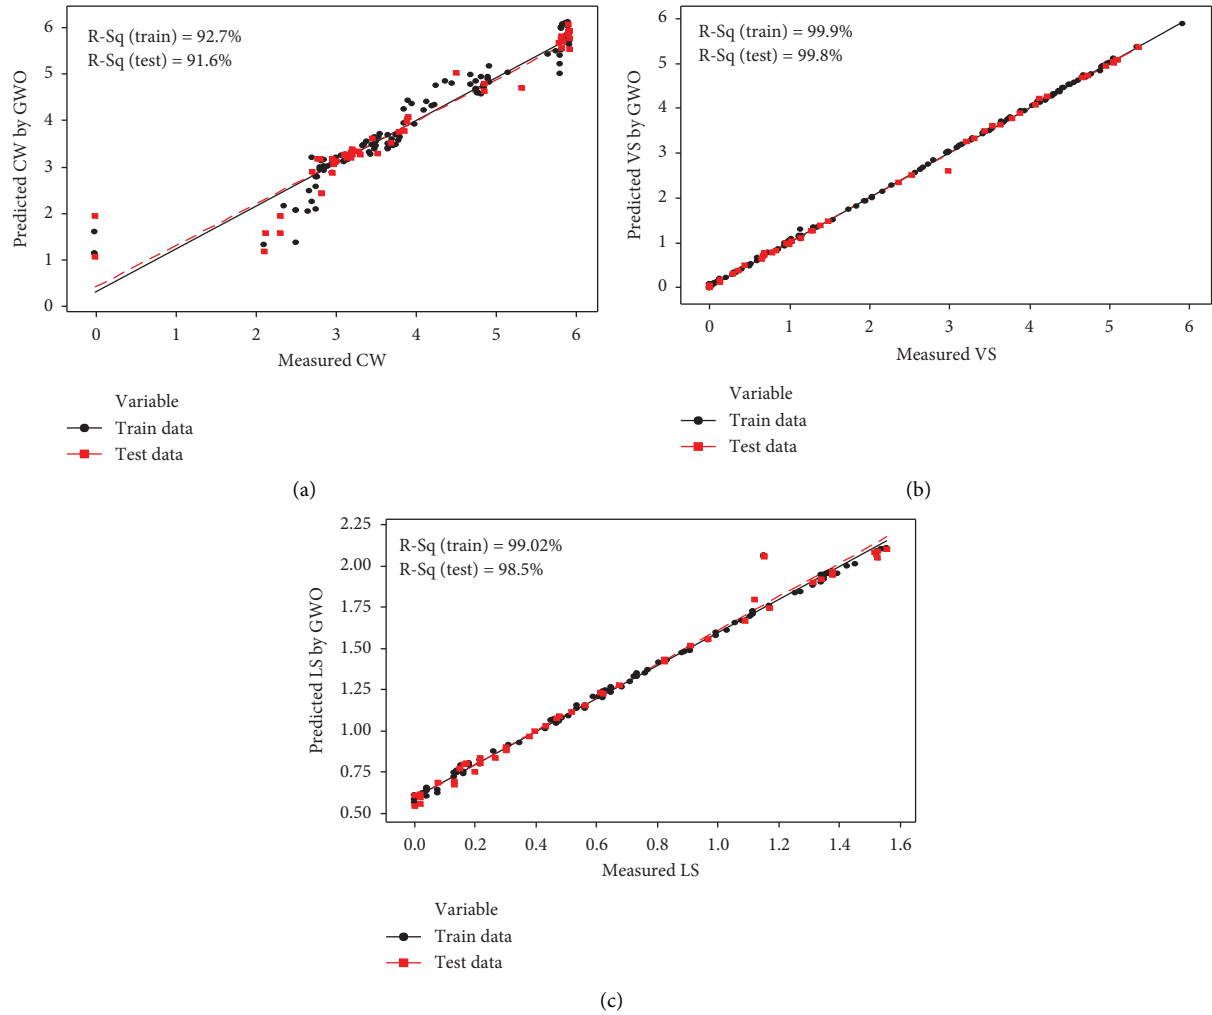 R-Sq (train) = 92.7%
R-Sq (test) = 91.6%
Predicted CW by GWO
6
5
4
3
2
1
0
0 1 2 3 4 5 6
Measured CW
Variable
Train data
Test data
(a)
R-Sq (train) = 99.9%
R-Sq (test) = 99.8%
Predicted VS by GWO
6
5
4
3
2
1
0
0 1 2 3 4 5 6
Measured VS
Variable
Train data
Test data
(b)
R-Sq (train) = 99.02%
R-Sq (test) = 98.5%
Predicted LS by GWO
2.25
2.00
1.75
1.50
1.25
1.00
0.75
0.50
0.0 0.2 0.4 0.6 0.8 1.0 1.2 1.4 1.6
Measured LS
Variable
Train data
Test data
(c)